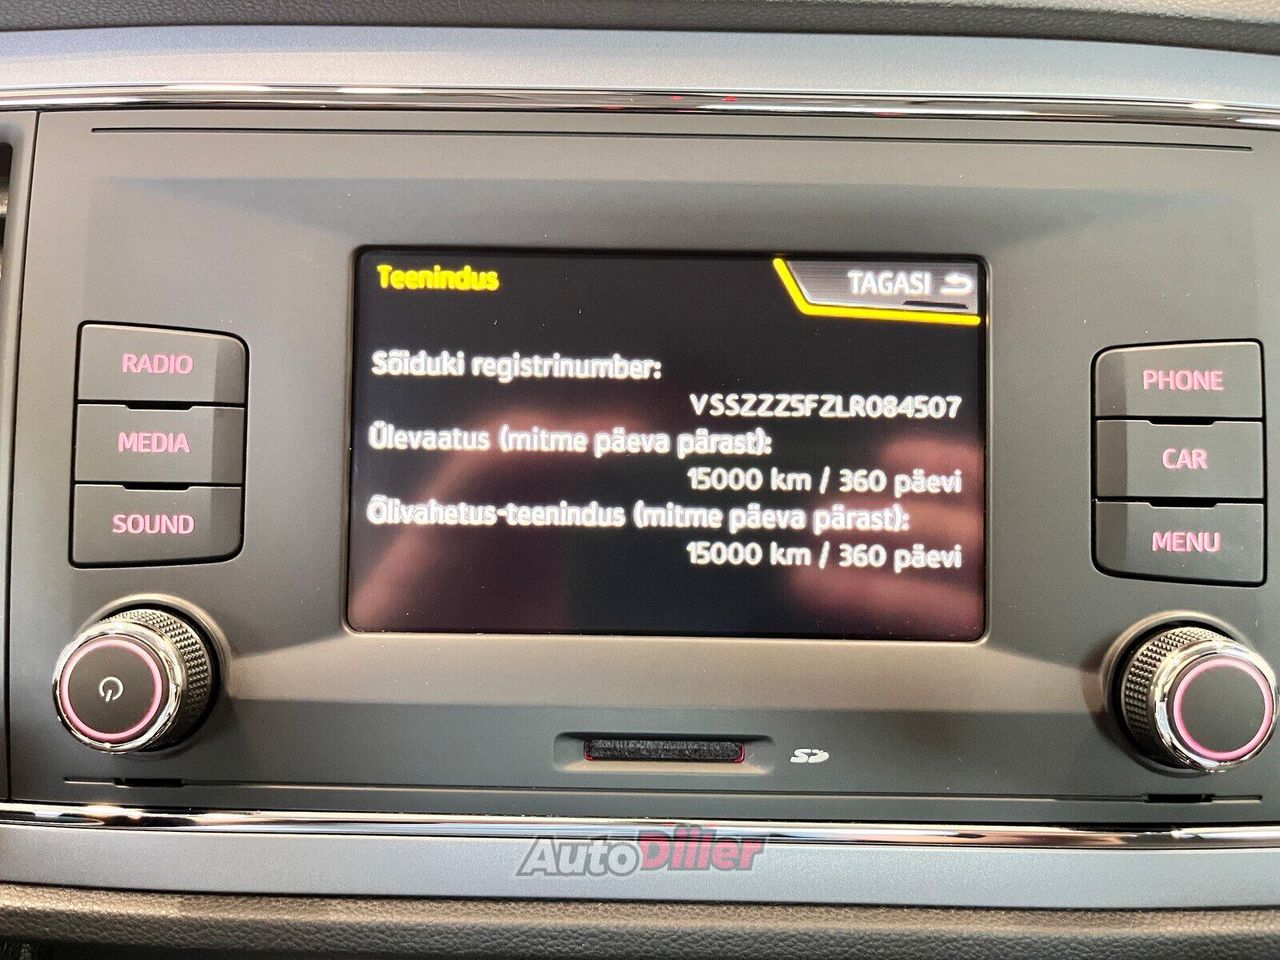 Teenindus
TAGASI
Sõiduki registrinumber:
VSSZZZ5FZLR084507
Ülevaatus (mitme päeva pärast):
15000 km / 360 päevi
Õlivahetus-teenindus (mitme päeva pärast):
15000 km / 360 päevi
RADIO
MEDIA
SOUND
PHONE
CAR
MENU
SD
AutoDiller